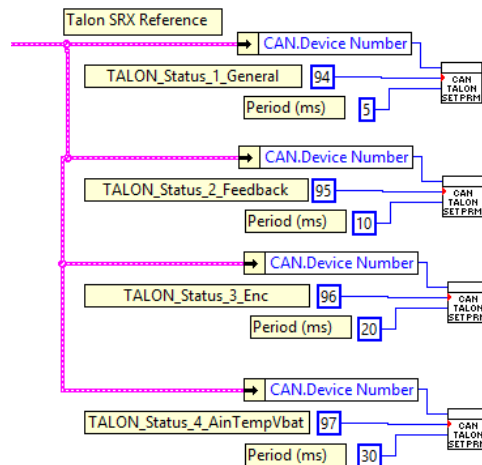 Talon SRX Reference
CAN.Device Number
TALON_Status_1_General 94
CAN
TALON
SETPRM
Period (ms) 5
CAN.Device Number
TALON_Status_2_Feedback 95
CAN
TALON
SETPRM
Period (ms) 10
CAN.Device Number
TALON_Status_3_Enc 96
CAN
TALON
SETPRM
Period (ms) 20
CAN.Device Number
TALON_Status_4_AinTempVbat 97
CAN
TALON
SETPRM
Period (ms) 30